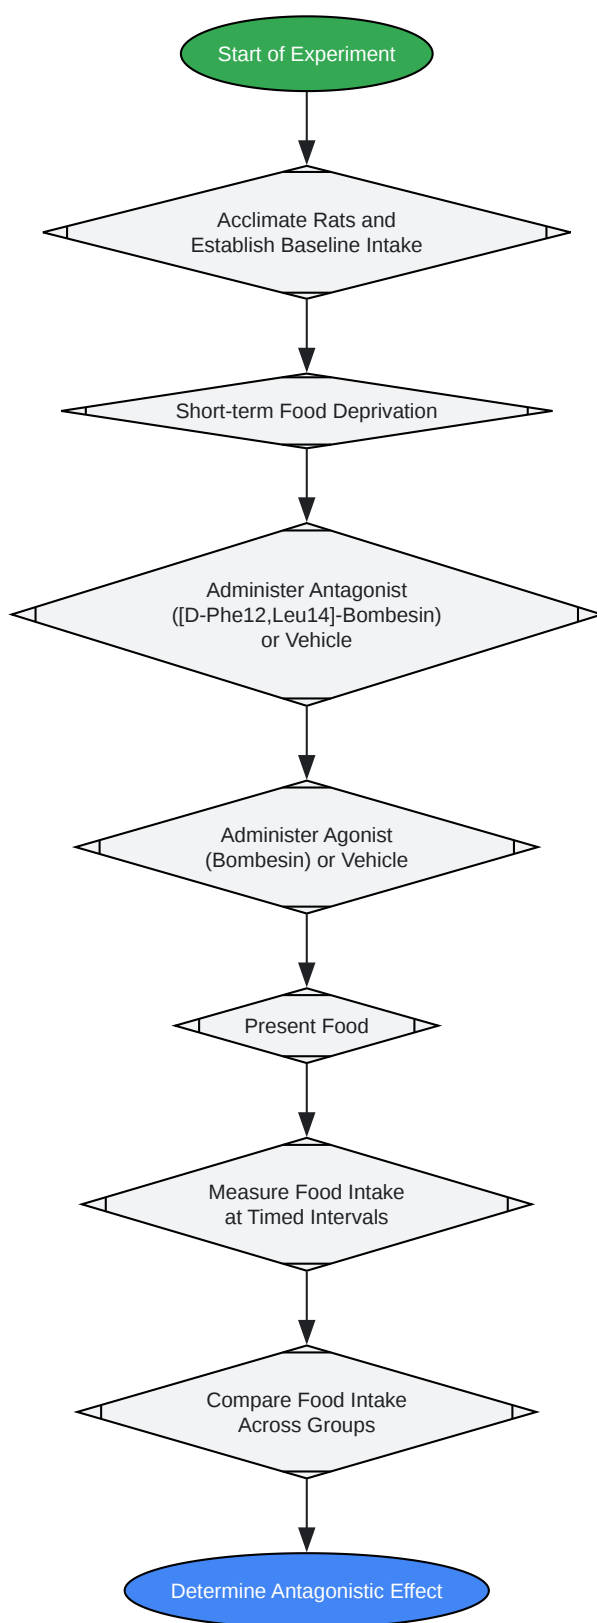 Start of Experiment
Acclimate Rats and
Establish Baseline Intake
Short-term Food Deprivation
Administer Antagonist
([D-Phe12,Leu14]-Bombesin)
or Vehicle
Administer Agonist
(Bombesin) or Vehicle
Present Food
Measure Food Intake
at Timed Intervals
Compare Food Intake
Across Groups
Determine Antagonistic Effect